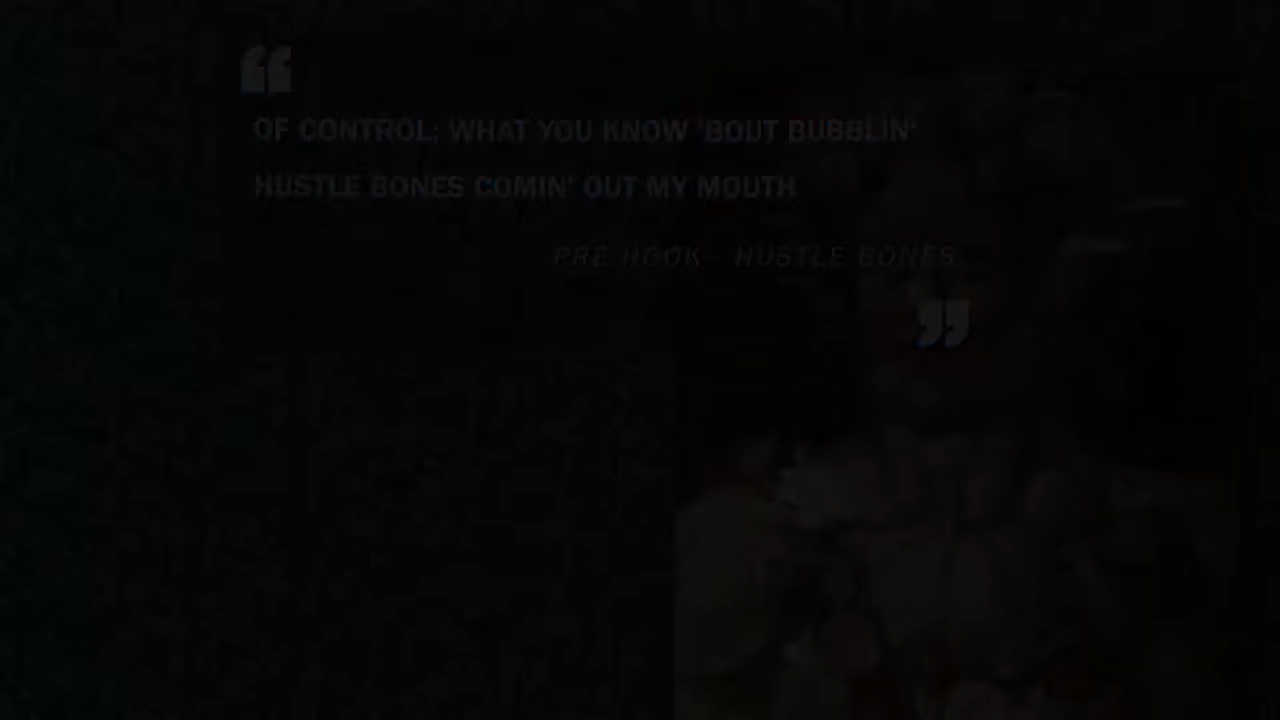 “
OF CONTROL; WHAT YOU KNOW 'BOUT BUBBLIN'
HUSTLE BONES COMIN' OUT MY MOUTH
PRE HOOK - HUSTLE BONES
”